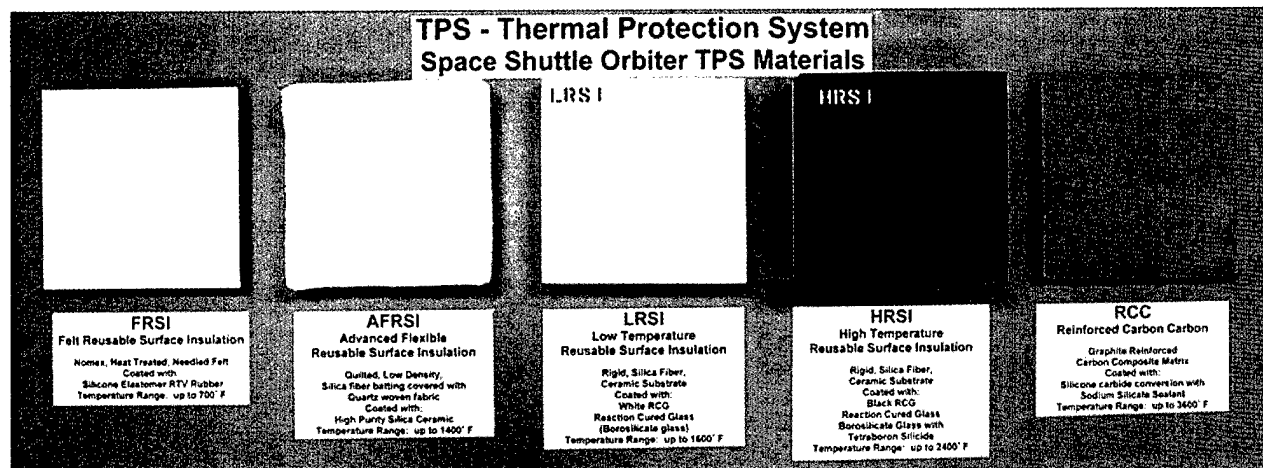 TPS - Thermal Protection System
Space Shuttle Orbiter TPS Materials
LRSI
HRSI
FRSI
Felt Reusable Surface Insulation
Nomex, Heat Treated, Needled Felt
Coated with:
Silicone Elastomer RTV Rubber
Temperature Range: up to 700° F
AFRSI
Advanced Flexible
Reusable Surface Insulation
Quilted, Low Density,
Silica fiber batting covered with
Quartz woven fabric
Coated with:
High Purity Silica Ceramic
Temperature Range: up to 1400° F
LRSI
Low Temperature
Reusable Surface Insulation
Rigid, Silica Fiber,
Ceramic Substrate
Coated with:
White RCG
Reaction Cured Glass
(Borosilicate glass)
Temperature Range: up to 1600° F
HRSI
High Temperature
Reusable Surface Insulation
Rigid, Silica Fiber,
Ceramic Substrate
Coated with:
Black RCG
Reaction Cured Glass
Borosilicate Glass with
Tetraboron Silicide
Temperature Range: up to 2400° F
RCC
Reinforced Carbon Carbon
Graphite Reinforced
Carbon Composite Matrix
Coated with:
Silicone carbide conversion with
Sodium Silicate Sealant
Temperature Range: up to 3600° F